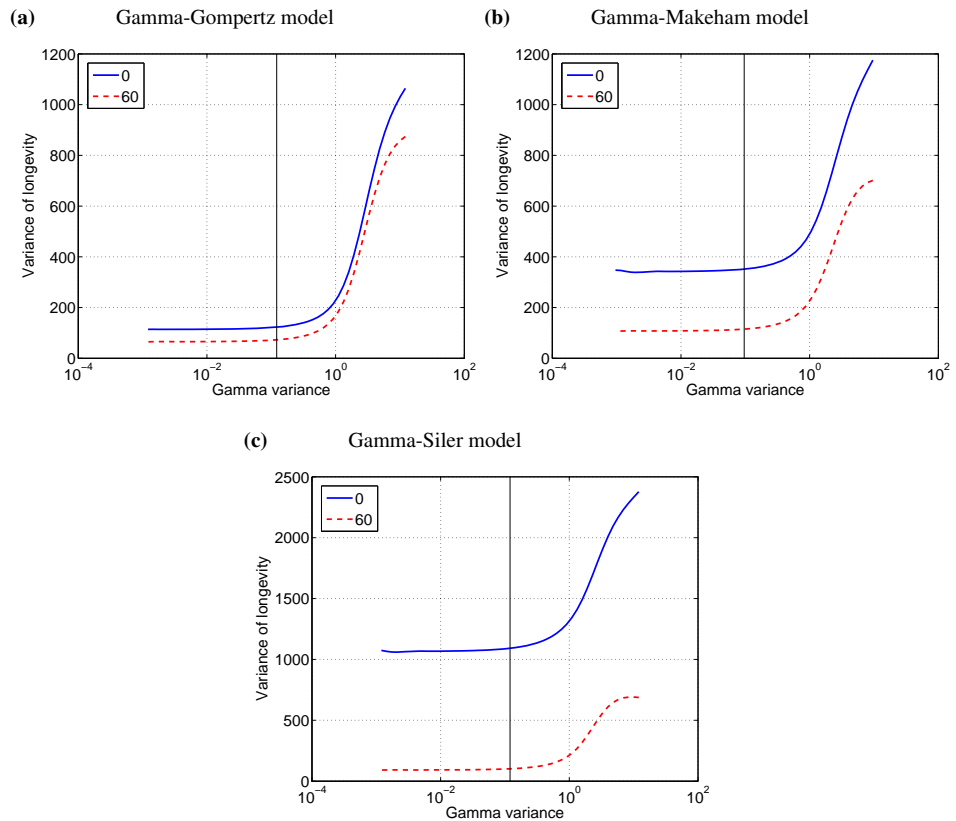 (a) Gamma-Gompertz model
1200
1000
800
600
400
200
0
Variance of longevity
0
60
10^-4 10^-2 10^0 10^2
Gamma variance
(b) Gamma-Makeham model
1200
1000
800
600
400
200
0
Variance of longevity
0
60
10^-4 10^-2 10^0 10^2
Gamma variance
(c) Gamma-Siler model
2500
2000
1500
1000
500
0
Variance of longevity
0
60
10^-4 10^-2 10^0 10^2
Gamma variance